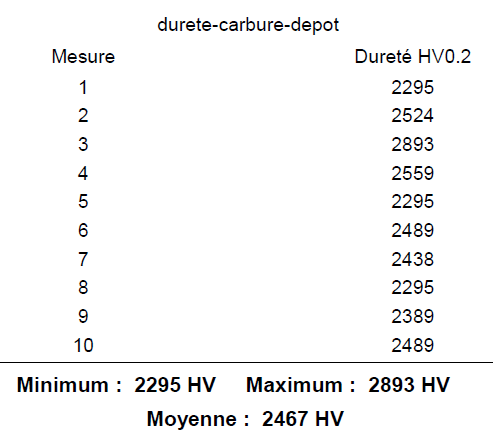 durete-carbure-depot
Mesure Dureté HV0.2
1 2295
2 2524
3 2893
4 2559
5 2295
6 2489
7 2438
8 2295
9 2389
10 2489
Minimum : 2295 HV Maximum : 2893 HV
Moyenne : 2467 HV